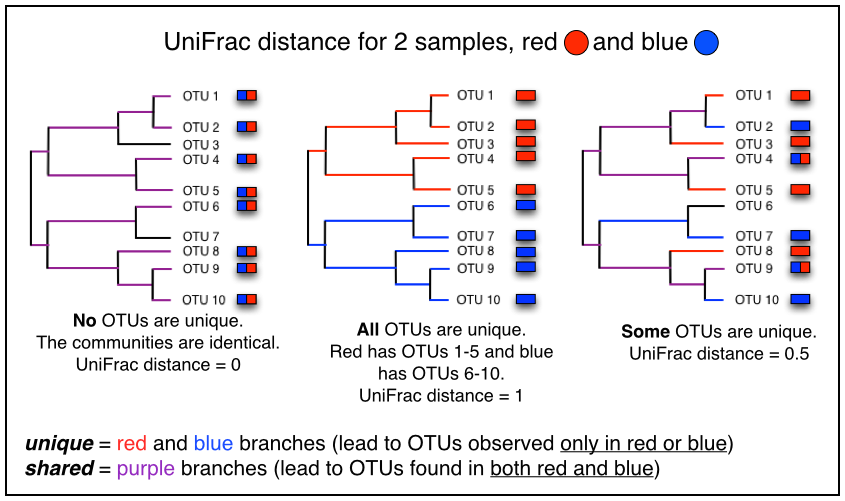 UniFrac distance for 2 samples, red and blue
OTU 1
OTU 2
OTU 3
OTU 4
OTU 5
OTU 6
OTU 7
OTU 8
OTU 9
OTU 10
No OTUs are unique.
The communities are identical.
UniFrac distance = 0
OTU 1
OTU 2
OTU 3
OTU 4
OTU 5
OTU 6
OTU 7
OTU 8
OTU 9
OTU 10
All OTUs are unique.
Red has OTUs 1-5 and blue
has OTUs 6-10.
UniFrac distance = 1
OTU 1
OTU 2
OTU 3
OTU 4
OTU 5
OTU 6
OTU 7
OTU 8
OTU 9
OTU 10
Some OTUs are unique.
UniFrac distance = 0.5
unique = red and blue branches (lead to OTUs observed only in red or blue)
shared = purple branches (lead to OTUs found in both red and blue)